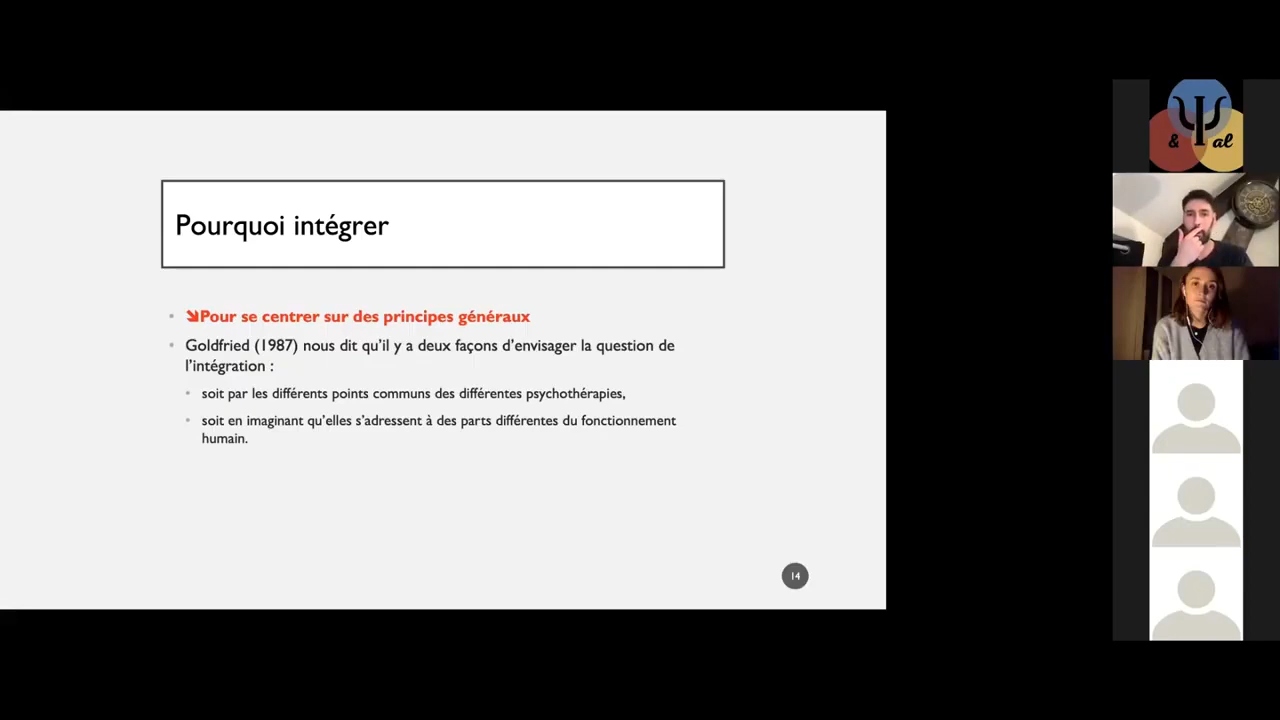 Pourquoi intégrer
➘Pour se centrer sur des principes généraux
Goldfried (1987) nous dit qu’il y a deux façons d’envisager la question de
l’intégration :
soit par les différents points communs des différentes psychothérapies,
soit en imaginant qu’elles s’adressent à des parts différentes du fonctionnement
humain.
14
Ψ
& al